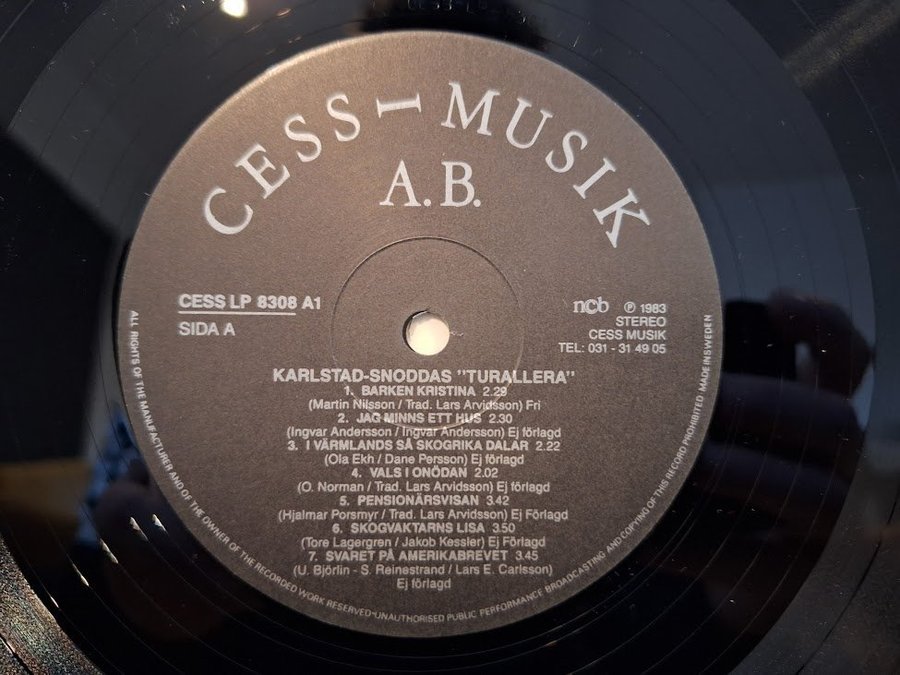 CESS-MUSIK
A.B.
CESS LP 8308 A1
SIDA A
ncb ℗ 1983
STEREO
CESS MUSIK
TEL: 031 - 31 49 05
KARLSTAD-SNODDAS "TURALLERA"
1. BARKEN KRISTINA 2.29
(Martin Nilsson / Trad. Lars Arvidsson) Fri
2. JAG MINNS ETT HUS 2.30
(Ingvar Andersson / Ingvar Andersson) Ej förlagd
3. I VÄRMLANDS SÅ SKOGRIKA DALAR 2.22
(Ola Ekh / Dane Persson) Ej förlagd
4. VALS I ONÖDAN 2.02
(O. Norman / Trad. Lars Arvidsson) Ej förlagd
5. PENSIONÄRSVISAN 3.42
(Hjalmar Porsmyr / Trad. Lars Arvidsson) Ej Förlagd
6. SKOGVAKTARNS LISA 3.50
(Tore Lagergren / Jakob Kessler) Ej Förlagd
7. SVARET PÅ AMERIKABREVET 3.45
(U. Björlin - S. Reinestrand / Lars E. Carlsson)
Ej förlagd
ALL RIGHTS OF THE MANUFACTURER AND OF THE OWNER OF THE RECORDED WORK RESERVED•UNAUTHORISED PUBLIC PERFORMANCE BROADCASTING AND COPYING OF THIS RECORD PROHIBITED MADE IN SWEDEN